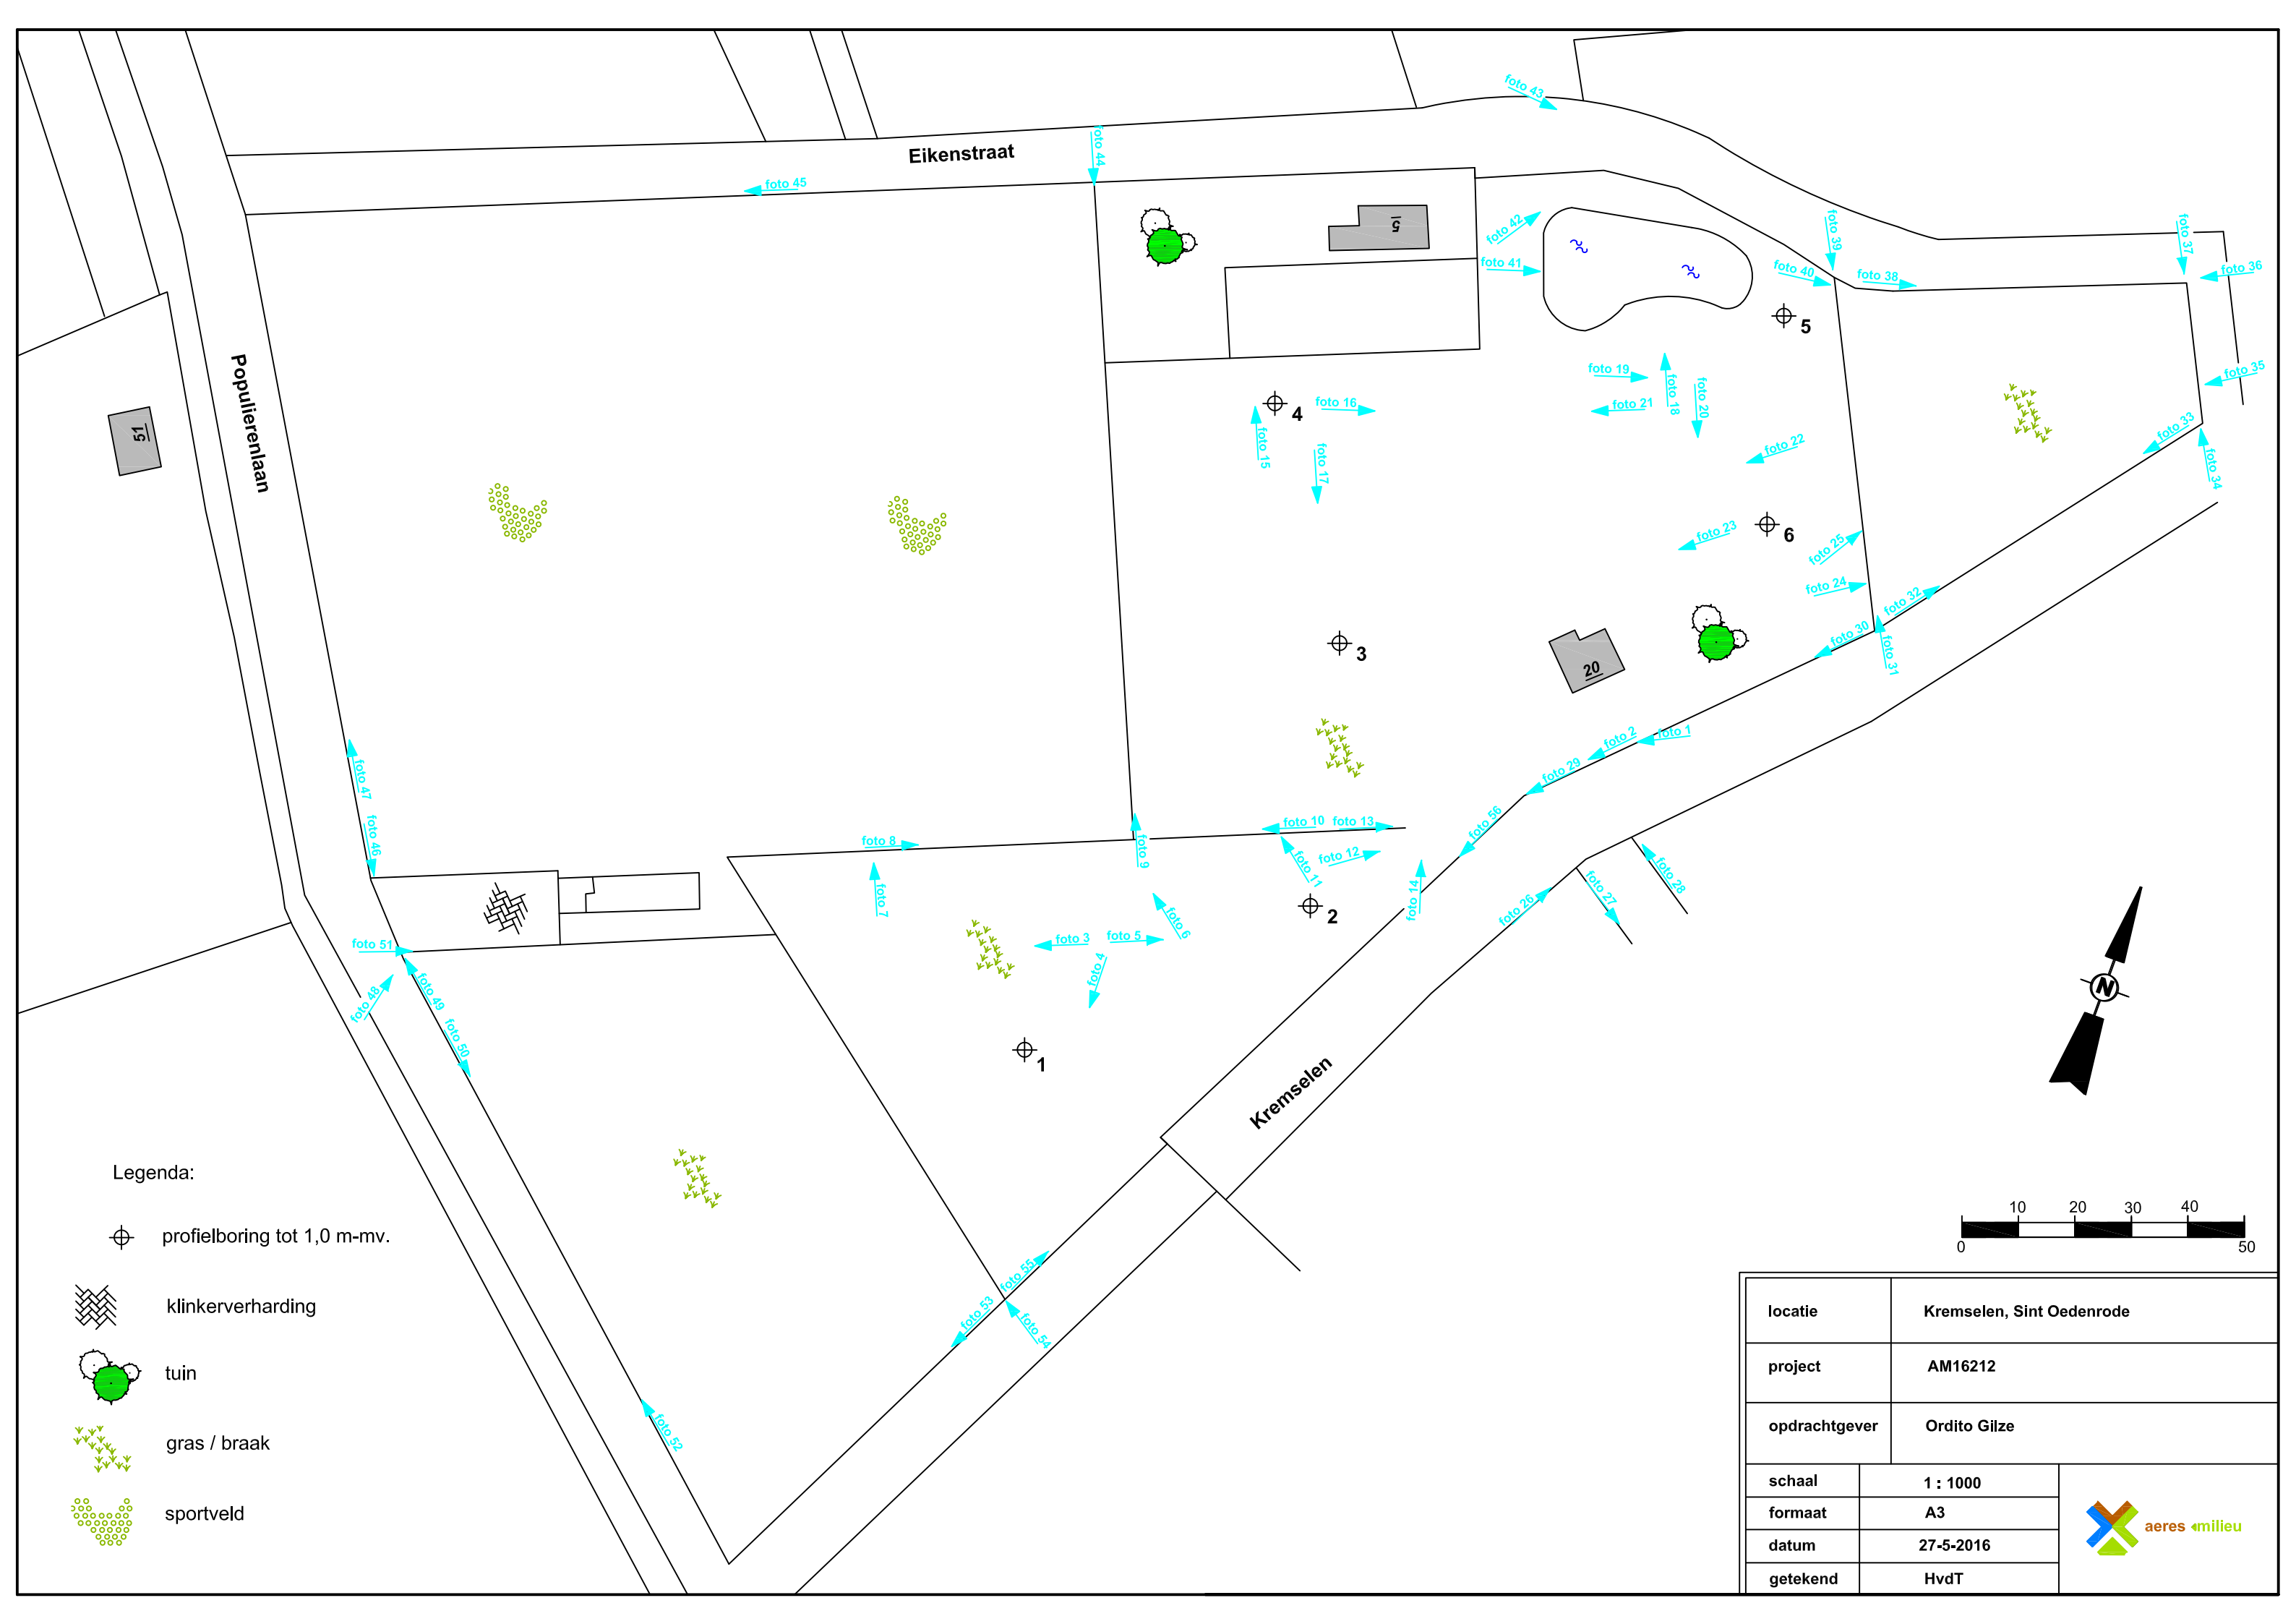 foto 43
Eikenstraat
foto 44
foto 45
5
foto 42
foto 41
foto 39
foto 40
foto 38
foto 37
foto 36
foto 35
5
Populierenlaan
51
4
foto 16
foto 15
foto 17
foto 19
foto 21
foto 18
foto 20
foto 22
foto 33
foto 34
6
foto 23
foto 25
foto 24
foto 32
foto 30
foto 31
3
20
foto 2
foto 1
foto 29
foto 56
foto 47
foto 46
foto 8
foto 7
foto 9
foto 10
foto 13
foto 11
foto 12
foto 14
2
foto 28
foto 27
foto 26
foto 6
foto 3
foto 5
foto 4
foto 51
foto 48
foto 49
foto 50
1
Kremselen
N
foto 55
foto 53
foto 54
foto 52
Legenda:
profielboring tot 1,0 m-mv.
klinkerverharding
tuin
gras / braak
sportveld
10 20 30 40
0 50
locatie Kremselen, Sint Oedenrode
project AM16212
opdrachtgever Ordito Gilze
schaal 1 : 1000
formaat A3
datum 27-5-2016
getekend HvdT
aeres milieu